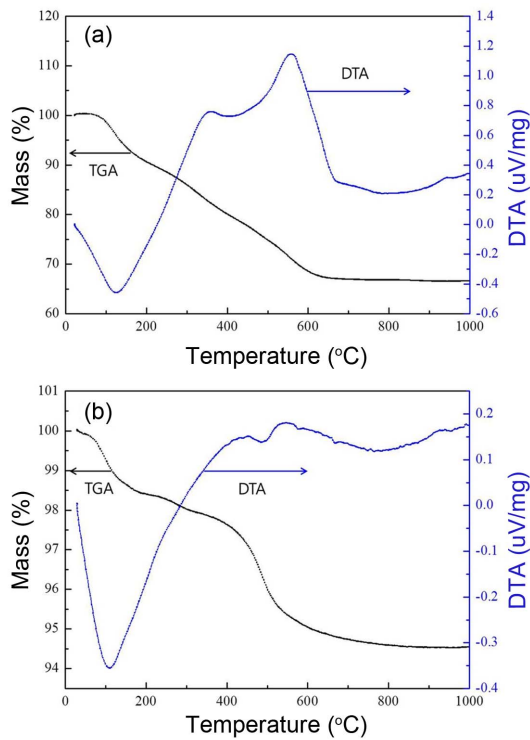 (a)
120
110
100
90
80
70
60
Mass (%)
TGA
DTA
1.4
1.2
1.0
0.8
0.6
0.4
0.2
0.0
-0.2
-0.4
-0.6
DTA (uV/mg)
0 200 400 600 800 1000
Temperature (°C)
(b)
101
100
99
98
97
96
95
94
Mass (%)
TGA
DTA
0.2
0.1
0.0
-0.1
-0.2
-0.3
-0.4
DTA (uV/mg)
0 200 400 600 800 1000
Temperature (°C)